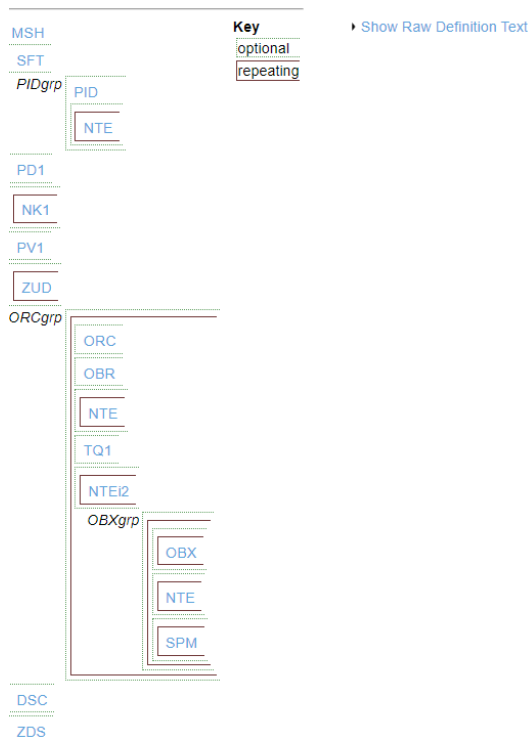 MSH
Key
Show Raw Definition Text
optional
SFT
repeating
PIDgrp
PID
NTE
PD1
NK1
PV1
ZUD
ORCgrp
ORC
OBR
NTE
TQ1
NTEi2
OBXgrp
OBX
NTE
SPM
DSC
ZDS